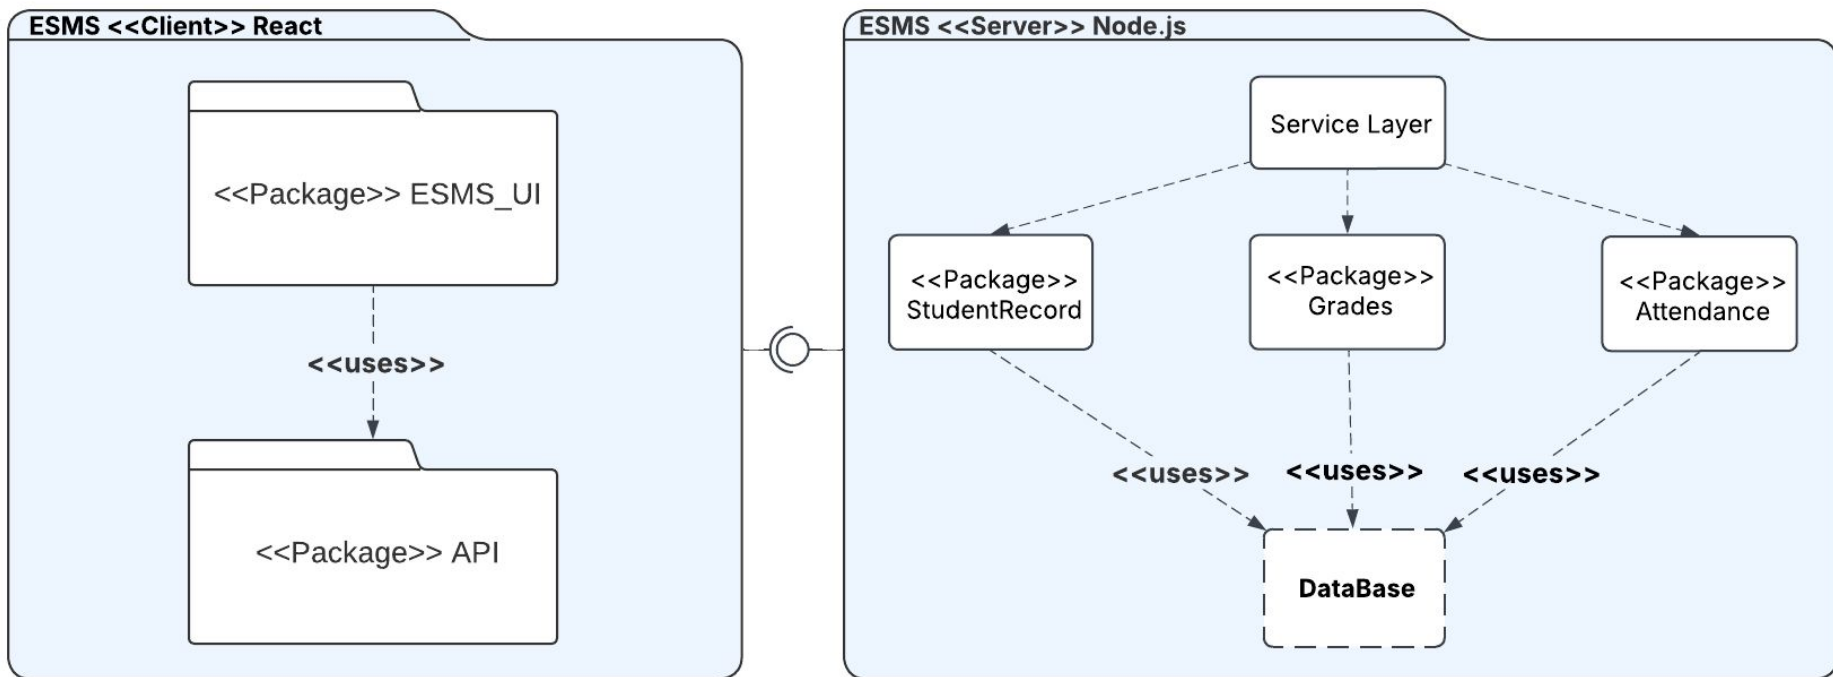 ESMS <<Client>> React
<<Package>> ESMS_UI
<<uses>>
<<Package>> API
ESMS <<Server>> Node.js
Service Layer
<<Package>>
StudentRecord
<<Package>>
Grades
<<Package>>
Attendance
<<uses>>
<<uses>>
<<uses>>
DataBase